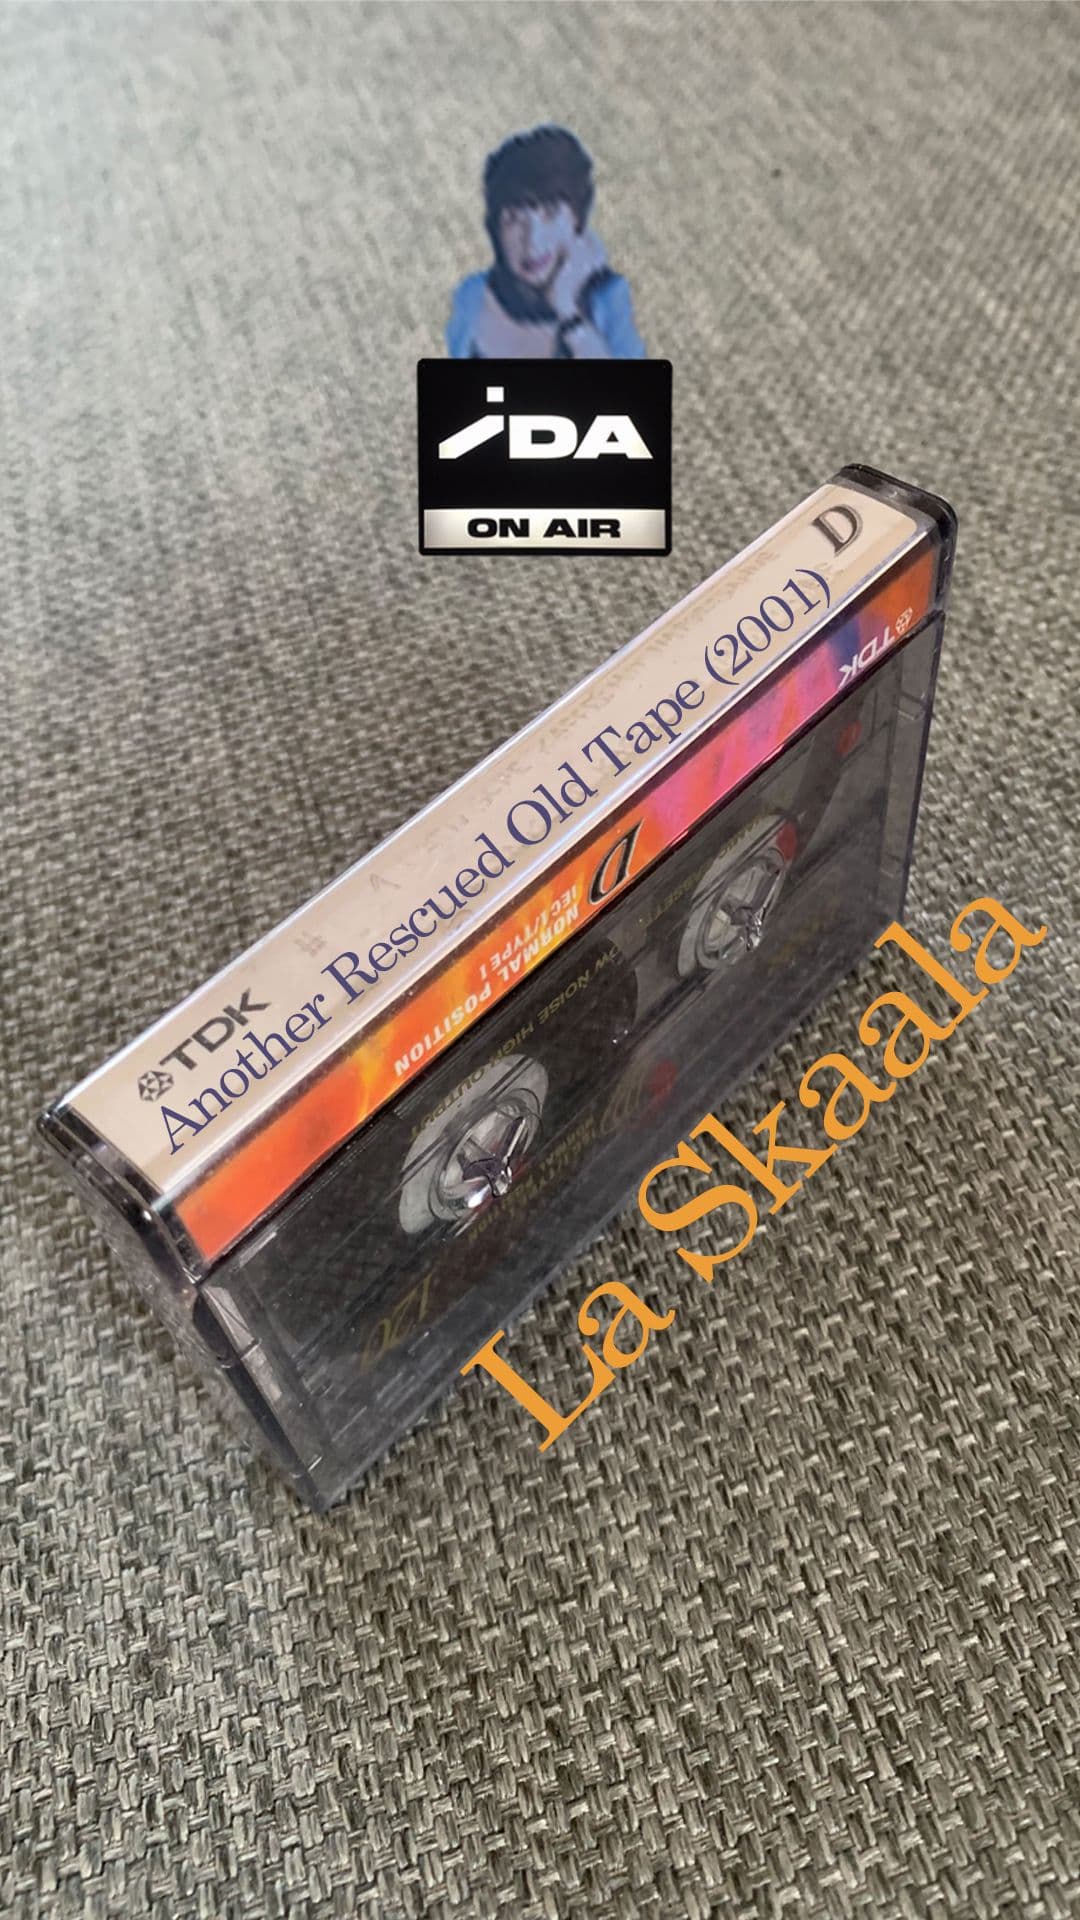 iDA
ON AIR
D
TDK
Another Rescued Old Tape (2001)
TDK
D
NORMAL POSITION
IEC I/TYPE I
LOW NOISE HIGH OUTPUT
120
La Skaala